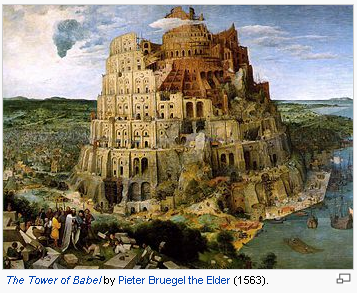 The Tower of Babel by Pieter Bruegel the Elder (1563).